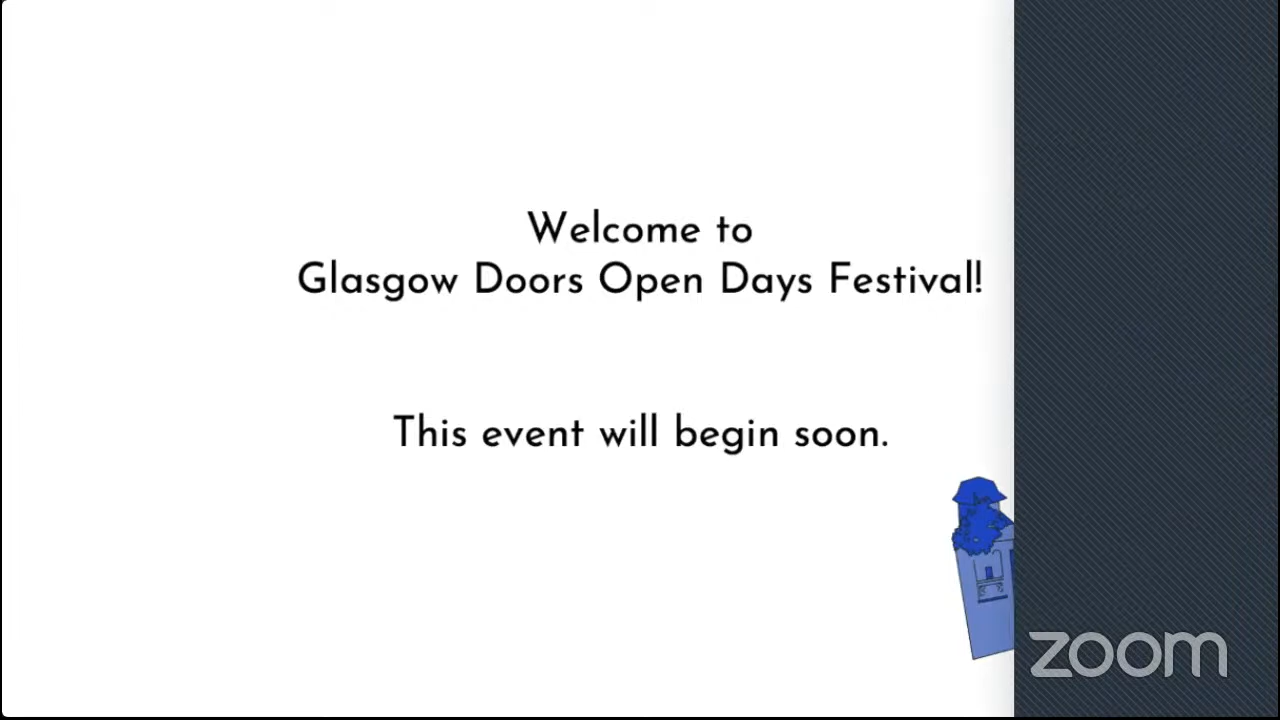 Welcome to
Glasgow Doors Open Days Festival!
This event will begin soon.
zoom